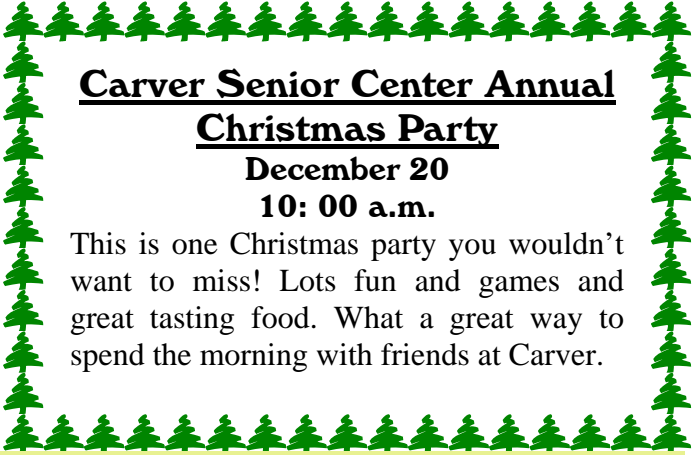 Carver Senior Center Annual
Christmas Party
December 20
10: 00 a.m.
This is one Christmas party you wouldn’t
want to miss! Lots fun and games and
great tasting food. What a great way to
spend the morning with friends at Carver.